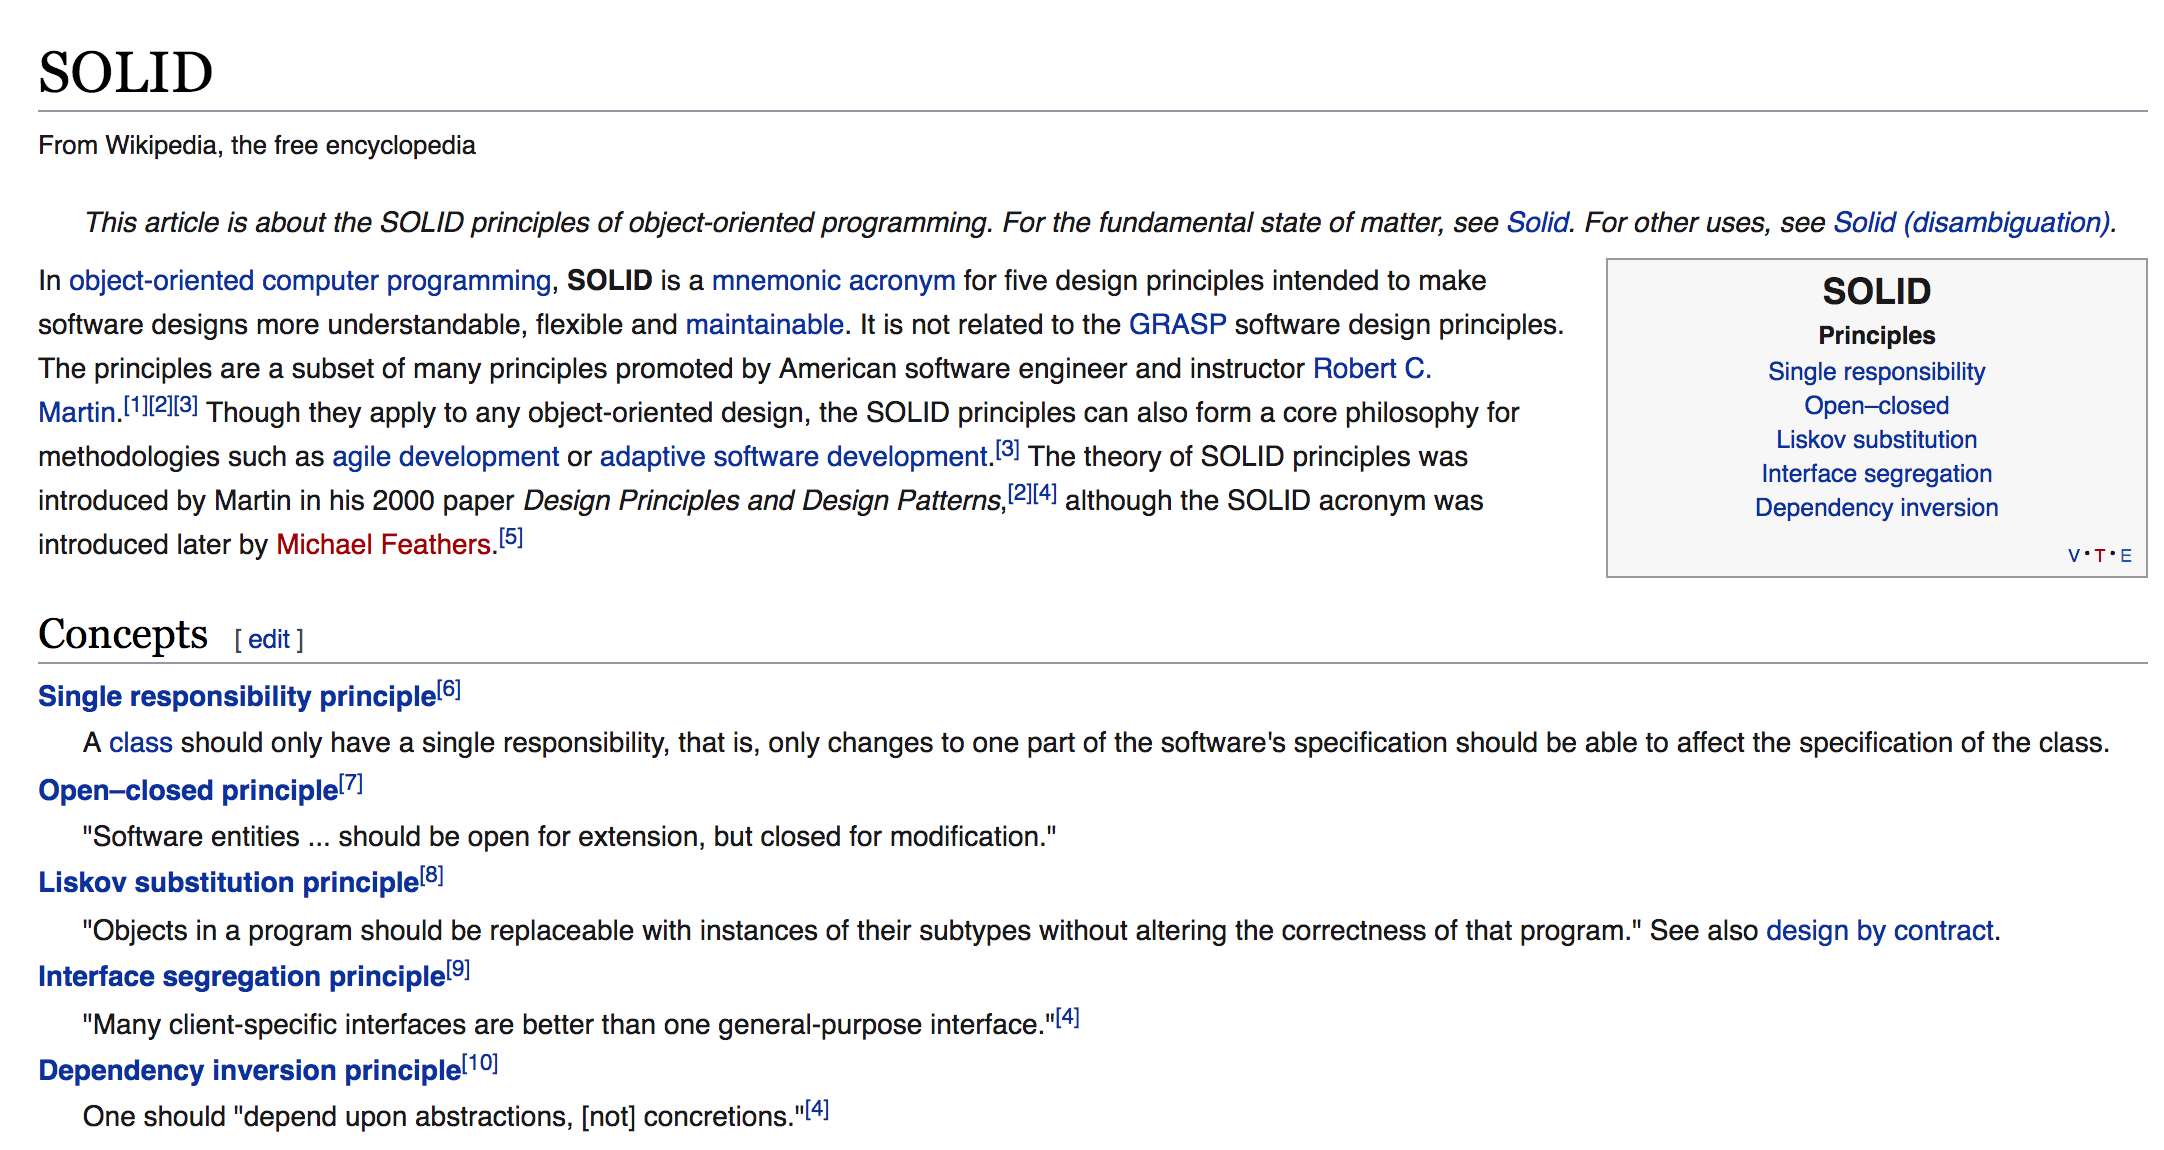 SOLID
From Wikipedia, the free encyclopedia
This article is about the SOLID principles of object-oriented programming. For the fundamental state of matter, see Solid. For other uses, see Solid (disambiguation).
In object-oriented computer programming, SOLID is a mnemonic acronym for five design principles intended to make
software designs more understandable, flexible and maintainable. It is not related to the GRASP software design principles.
The principles are a subset of many principles promoted by American software engineer and instructor Robert C.
Martin.[1][2][3] Though they apply to any object-oriented design, the SOLID principles can also form a core philosophy for
methodologies such as agile development or adaptive software development.[3] The theory of SOLID principles was
introduced by Martin in his 2000 paper Design Principles and Design Patterns,[2][4] although the SOLID acronym was
introduced later by Michael Feathers.[5]
SOLID
Principles
Single responsibility
Open–closed
Liskov substitution
Interface segregation
Dependency inversion
V • T • E
Concepts [ edit ]
Single responsibility principle[6]
A class should only have a single responsibility, that is, only changes to one part of the software's specification should be able to affect the specification of the class.
Open–closed principle[7]
"Software entities ... should be open for extension, but closed for modification."
Liskov substitution principle[8]
"Objects in a program should be replaceable with instances of their subtypes without altering the correctness of that program." See also design by contract.
Interface segregation principle[9]
"Many client-specific interfaces are better than one general-purpose interface."[4]
Dependency inversion principle[10]
One should "depend upon abstractions, [not] concretions."[4]